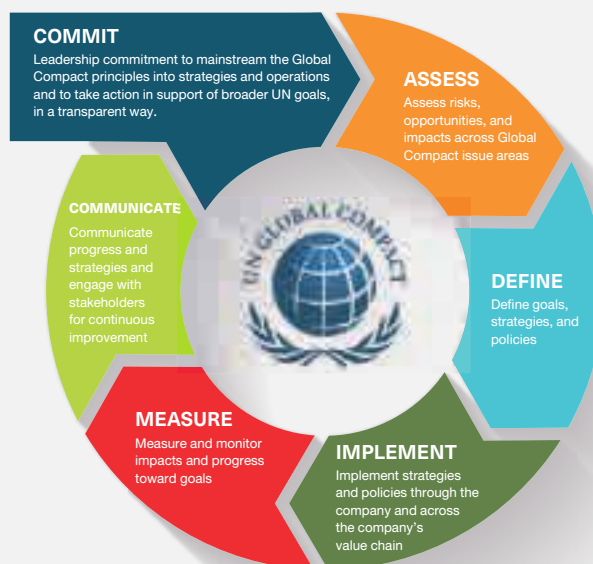 COMMIT
Leadership commitment to mainstream the Global
Compact principles into strategies and operations
and to take action in support of broader UN goals,
in a transparent way.
ASSESS
Assess risks,
opportunities, and
impacts across Global
Compact issue areas
DEFINE
Define goals,
strategies, and
policies
IMPLEMENT
Implement strategies
and policies through the
company and across
the company's
value chain
MEASURE
Measure and monitor
impacts and progress
toward goals
COMMUNICATE
Communicate
progress and
strategies and
engage with
stakeholders
for continuous
improvement
UN GLOBAL COMPACT